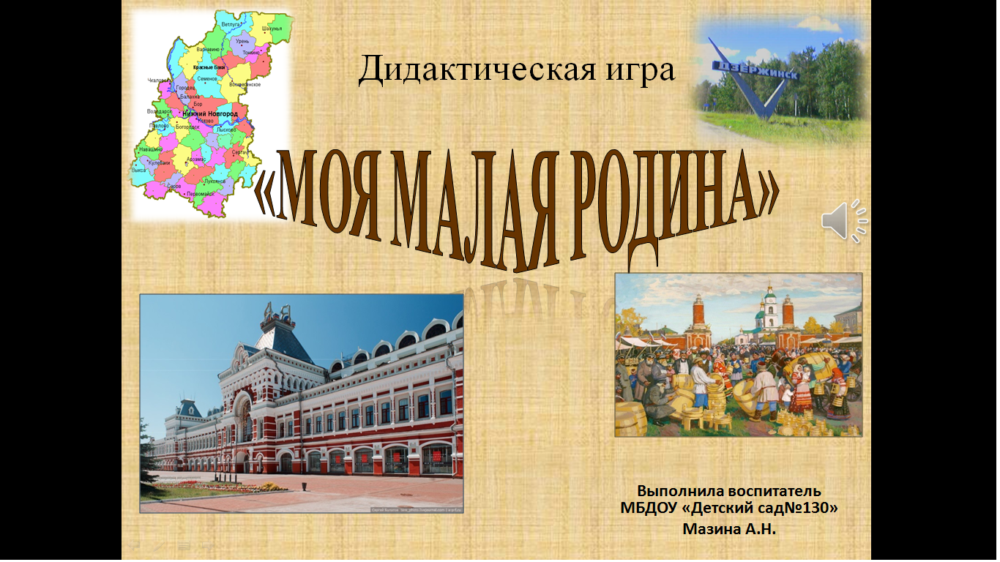 Дидактическая игра
«МОЯ МАЛАЯ РОДИНА»
ДЗЕРЖИНСК
Ветлуга
Шахунья
Урень
Варнавино
Тонкино
Красные Баки
Семенов
Воскресенское
Чкаловск
Городец
Балахна
Бор
Володарск
Нижний Новгород
Кстово
Павлово
Богородск
Лысково
Навашино
Сергач
Кулебаки
Арзамас
Выкса
Лукоянов
Саров
Первомайск
Выполнила воспитатель
МБДОУ «Детский сад№130»
Мазина А.Н.